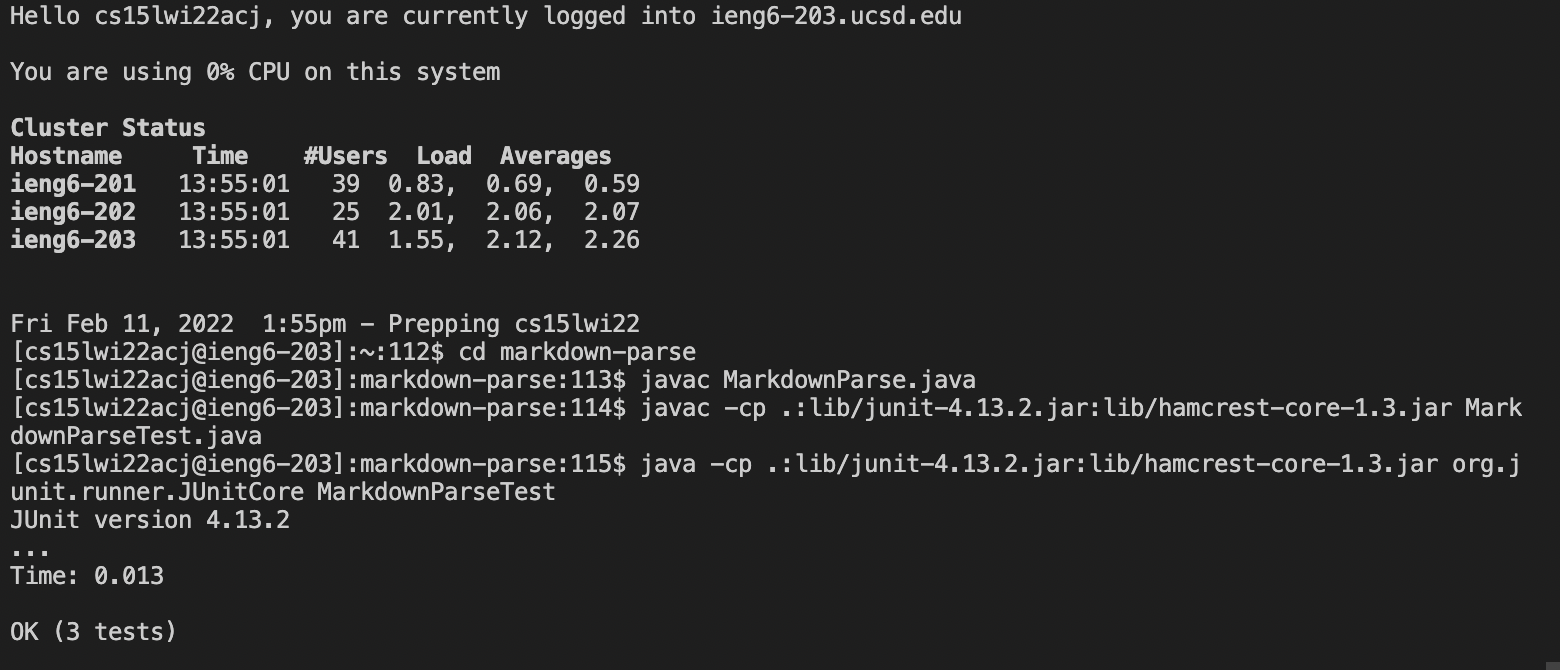 Hello cs15lwi22acj, you are currently logged into ieng6-203.ucsd.edu
You are using 0% CPU on this system
Cluster Status
Hostname     Time    #Users  Load  Averages
ieng6-201   13:55:01   39  0.83,  0.69,  0.59
ieng6-202   13:55:01   25  2.01,  2.06,  2.07
ieng6-203   13:55:01   41  1.55,  2.12,  2.26
Fri Feb 11, 2022  1:55pm - Prepping cs15lwi22
[cs15lwi22acj@ieng6-203]:~:112$ cd markdown-parse
[cs15lwi22acj@ieng6-203]:markdown-parse:113$ javac MarkdownParse.java
[cs15lwi22acj@ieng6-203]:markdown-parse:114$ javac -cp .:lib/junit-4.13.2.jar:lib/hamcrest-core-1.3.jar Mark
downParseTest.java
[cs15lwi22acj@ieng6-203]:markdown-parse:115$ java -cp .:lib/junit-4.13.2.jar:lib/hamcrest-core-1.3.jar org.j
unit.runner.JUnitCore MarkdownParseTest
JUnit version 4.13.2
...
Time: 0.013
OK (3 tests)